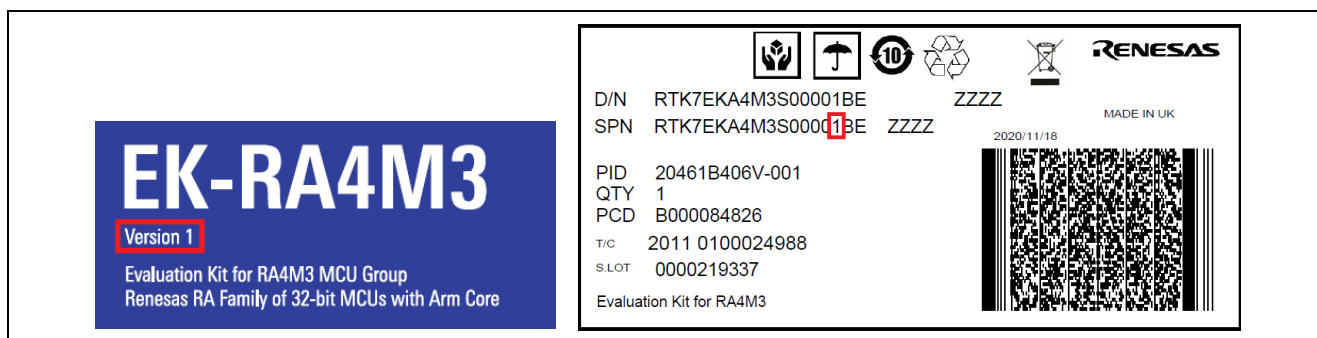 EK-RA4M3
Version 1
Evaluation Kit for RA4M3 MCU Group
Renesas RA Family of 32-bit MCUs with Arm Core
10
RENESAS
D/N RTK7EKA4M3S00001BE ZZZZ
MADE IN UK
SPN RTK7EKA4M3S00001BE ZZZZ
2020/11/18
PID 20461B406V-001
QTY 1
PCD B000084826
T/C 2011 0100024988
S.LOT 0000219337
Evaluation Kit for RA4M3